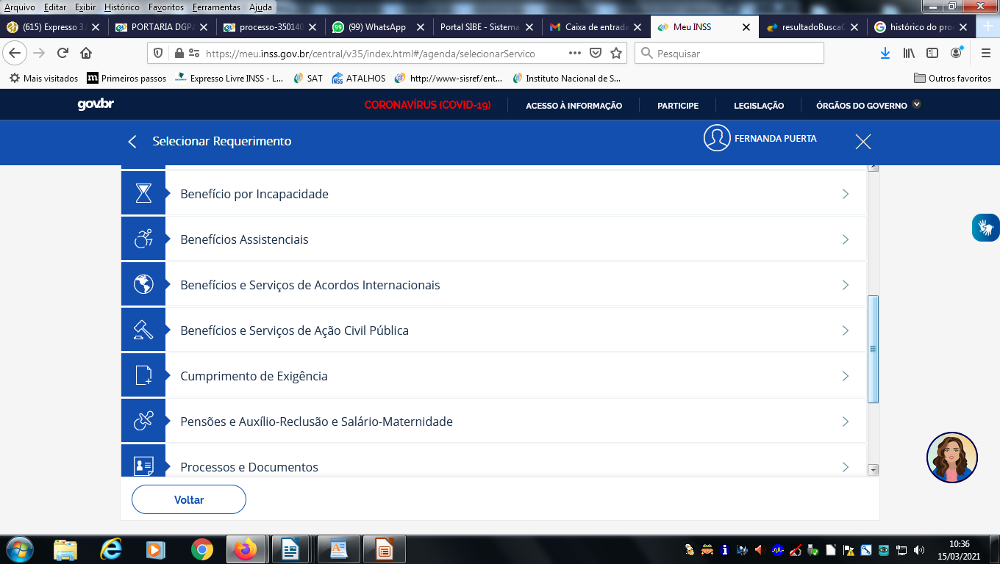 Arquivo Editar Exibir Histórico Favoritos Ferramentas Ajuda
(615) Expresso 3. PORTARIA DGPA processo-350140 (99) WhatsApp Portal SIBE - Sistema Caixa de entrada Meu INSS resultadoBuscaC histórico do pro
https://meu.inss.gov.br/central/v35/index.html#/agenda/selecionarServico Pesquisar
Mais visitados Primeiros passos Expresso Livre INSS - L... SAT ATALHOS http://www-sisref/ent... Instituto Nacional de S... Outros favoritos
gov.br CORONAVÍRUS (COVID-19) ACESSO À INFORMAÇÃO PARTICIPE LEGISLAÇÃO ÓRGÃOS DO GOVERNO
Selecionar Requerimento FERNANDA PUERTA
Benefício por Incapacidade
Benefícios Assistenciais
Benefícios e Serviços de Acordos Internacionais
Benefícios e Serviços de Ação Civil Pública
Cumprimento de Exigência
Pensões e Auxílio-Reclusão e Salário-Maternidade
Processos e Documentos
Voltar
10:36
15/03/2021